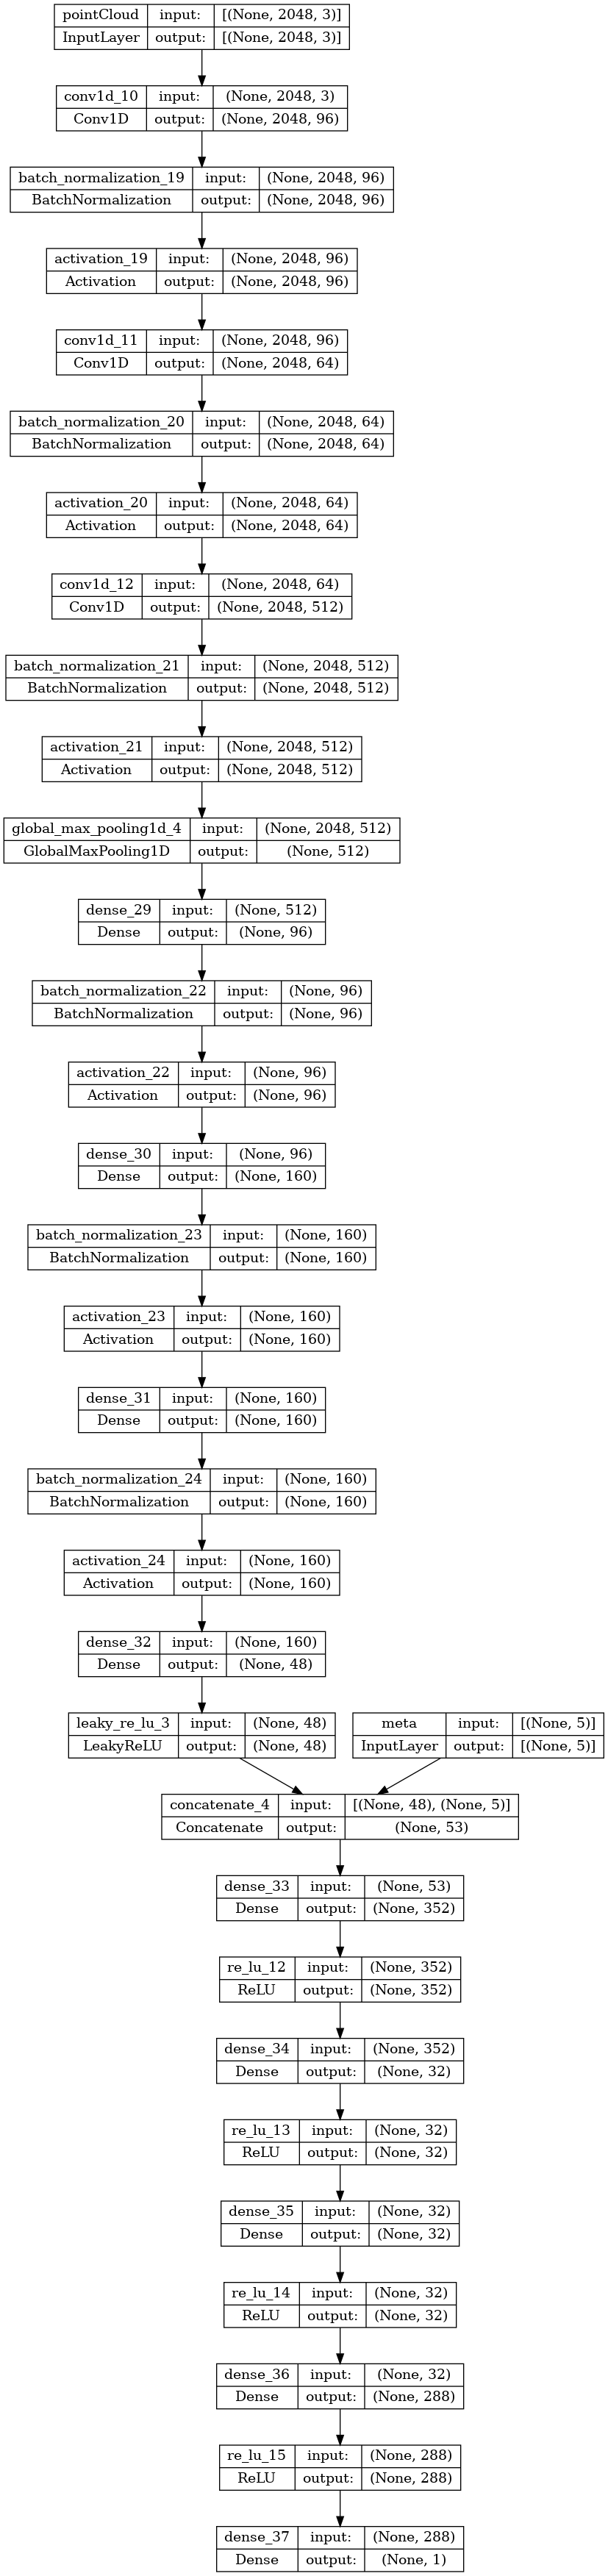 pointCloud input: [(None, 2048, 3)]
InputLayer output: [(None, 2048, 3)]
conv1d_10 input: (None, 2048, 3)
Conv1D output: (None, 2048, 96)
batch_normalization_19 input: (None, 2048, 96)
BatchNormalization output: (None, 2048, 96)
activation_19 input: (None, 2048, 96)
Activation output: (None, 2048, 96)
conv1d_11 input: (None, 2048, 96)
Conv1D output: (None, 2048, 64)
batch_normalization_20 input: (None, 2048, 64)
BatchNormalization output: (None, 2048, 64)
activation_20 input: (None, 2048, 64)
Activation output: (None, 2048, 64)
conv1d_12 input: (None, 2048, 64)
Conv1D output: (None, 2048, 512)
batch_normalization_21 input: (None, 2048, 512)
BatchNormalization output: (None, 2048, 512)
activation_21 input: (None, 2048, 512)
Activation output: (None, 2048, 512)
global_max_pooling1d_4 input: (None, 2048, 512)
GlobalMaxPooling1D output: (None, 512)
dense_29 input: (None, 512)
Dense output: (None, 96)
batch_normalization_22 input: (None, 96)
BatchNormalization output: (None, 96)
activation_22 input: (None, 96)
Activation output: (None, 96)
dense_30 input: (None, 96)
Dense output: (None, 160)
batch_normalization_23 input: (None, 160)
BatchNormalization output: (None, 160)
activation_23 input: (None, 160)
Activation output: (None, 160)
dense_31 input: (None, 160)
Dense output: (None, 160)
batch_normalization_24 input: (None, 160)
BatchNormalization output: (None, 160)
activation_24 input: (None, 160)
Activation output: (None, 160)
dense_32 input: (None, 160)
Dense output: (None, 48)
leaky_re_lu_3 input: (None, 48)
LeakyReLU output: (None, 48)
meta input: [(None, 5)]
InputLayer output: [(None, 5)]
concatenate_4 input: [(None, 48), (None, 5)]
Concatenate output: (None, 53)
dense_33 input: (None, 53)
Dense output: (None, 352)
re_lu_12 input: (None, 352)
ReLU output: (None, 352)
dense_34 input: (None, 352)
Dense output: (None, 32)
re_lu_13 input: (None, 32)
ReLU output: (None, 32)
dense_35 input: (None, 32)
Dense output: (None, 32)
re_lu_14 input: (None, 32)
ReLU output: (None, 32)
dense_36 input: (None, 32)
Dense output: (None, 288)
re_lu_15 input: (None, 288)
ReLU output: (None, 288)
dense_37 input: (None, 288)
Dense output: (None, 1)